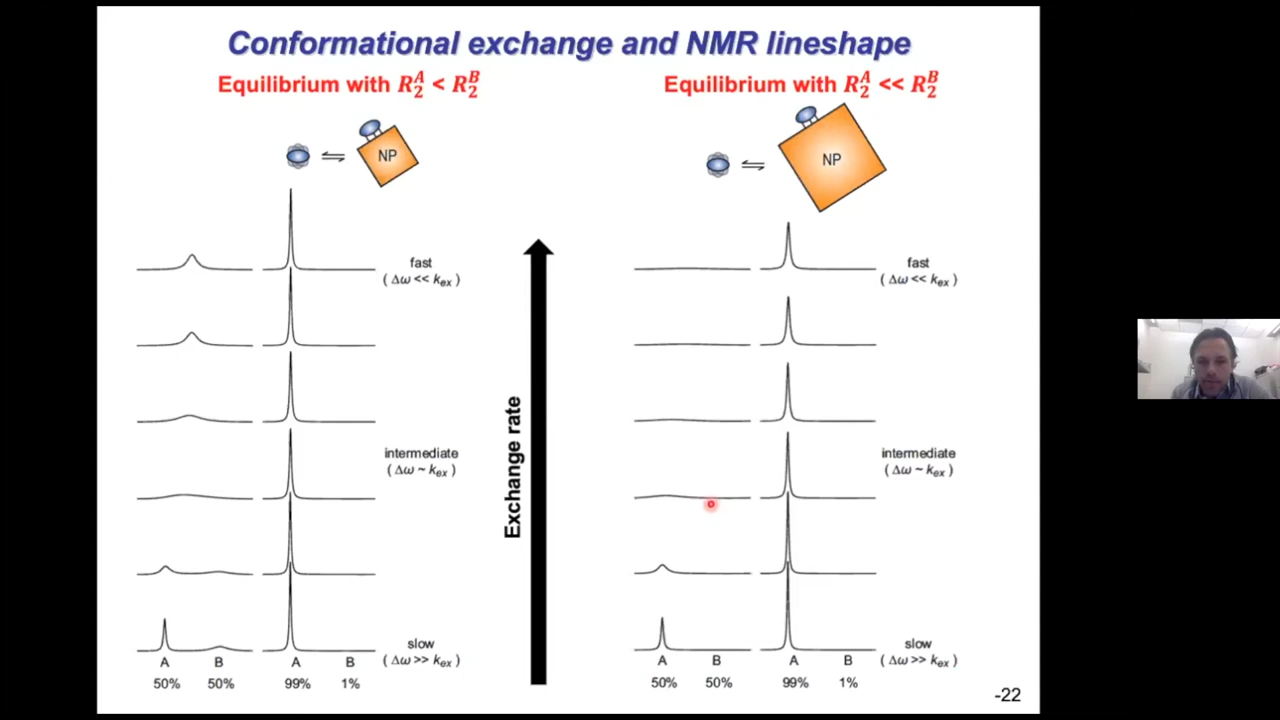 Conformational exchange and NMR lineshape
Equilibrium with R₂ᴬ < R₂ᴮ
NP
fast
( Δω << kₑₓ )
intermediate
( Δω ~ kₑₓ )
slow
( Δω >> kₑₓ )
A B A B
50% 50% 99% 1%
Exchange rate
Equilibrium with R₂ᴬ << R₂ᴮ
NP
fast
( Δω << kₑₓ )
intermediate
( Δω ~ kₑₓ )
slow
( Δω >> kₑₓ )
A B A B
50% 50% 99% 1%
-22